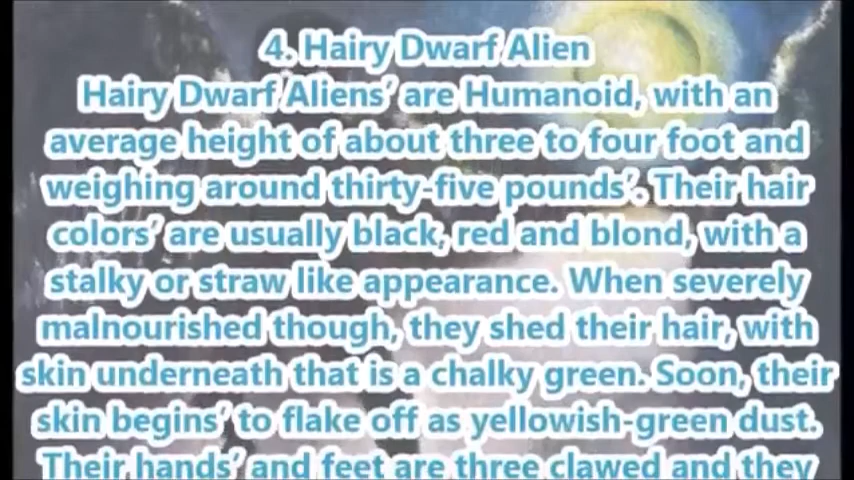 4. Hairy Dwarf Alien
Hairy Dwarf Aliens’ are Humanoid, with an
average height of about three to four foot and
weighing around thirty-five pounds’. Their hair
colors’ are usually black, red and blond, with a
stalky or straw like appearance. When severely
malnourished though, they shed their hair, with
skin underneath that is a chalky green. Soon, their
skin begins’ to flake off as yellowish-green dust.
Their hands’ and feet are three clawed and they